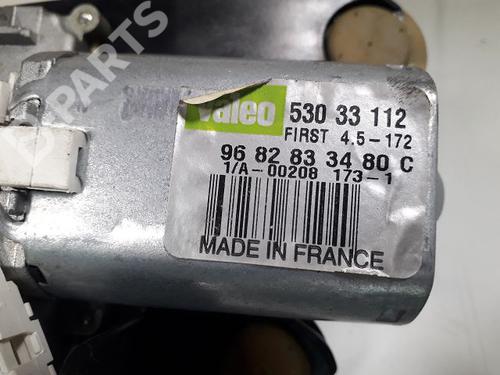 B-PARTS
Valeo
530 33 112
FIRST 4.5-172
96 82 83 34 80 C
1/A-00208 173-1
MADE IN FRANCE